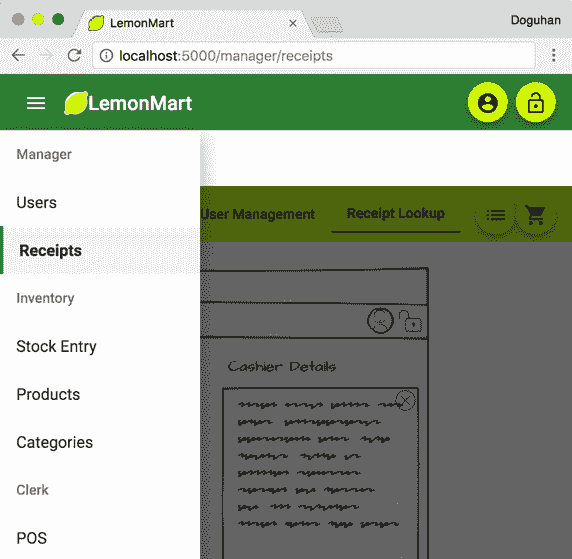 LemonMart
Doguhan
localhost:5000/manager/receipts
LemonMart
Manager
Users
User Management
Receipt Lookup
Receipts
Inventory
Stock Entry
Cashier Details
Products
Categories
Clerk
POS